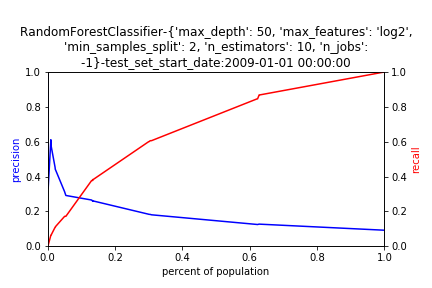 RandomForestClassifier-{'max_depth': 50, 'max_features': 'log2',
'min_samples_split': 2, 'n_estimators': 10, 'n_jobs':
-1}-test_set_start_date:2009-01-01 00:00:00
1.0
0.8
0.6
0.4
0.2
0.0
precision
1.0
0.8
0.6
0.4
0.2
0.0
recall
0.0 0.2 0.4 0.6 0.8 1.0
percent of population